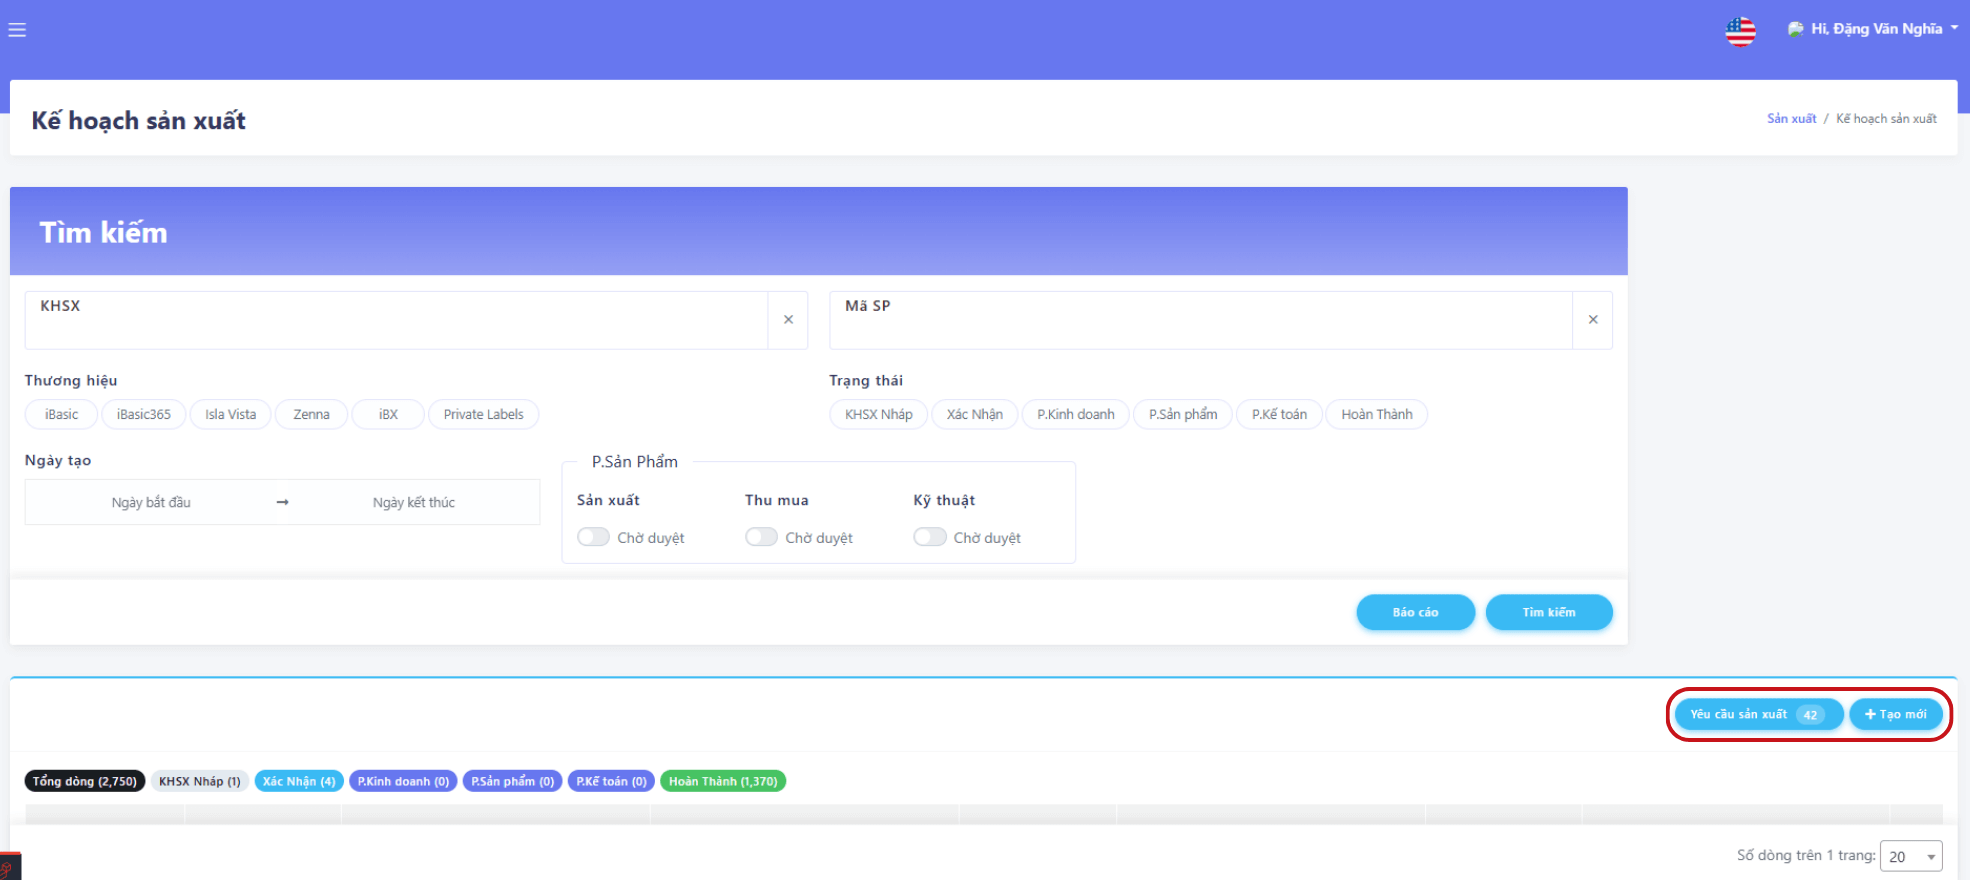 Hi, Đặng Văn Nghĩa
Kế hoạch sản xuất
Sản xuất / Kế hoạch sản xuất
Tìm kiếm
KHSX
×
Mã SP
×
Thương hiệu
Trạng thái
iBasic iBasic365 Isla Vista Zenna iBX Private Labels
KHSX Nháp Xác Nhận P.Kinh doanh P.Sản phẩm P.Kế toán Hoàn Thành
Ngày tạo
P.Sản Phẩm
Ngày bắt đầu → Ngày kết thúc
Sản xuất Thu mua Kỹ thuật
Chờ duyệt Chờ duyệt Chờ duyệt
Báo cáo Tìm kiếm
Yêu cầu sản xuất 42 + Tạo mới
Tổng dòng (2,750) KHSX Nháp (1) Xác Nhận (4) P.Kinh doanh (0) P.Sản phẩm (0) P.Kế toán (0) Hoàn Thành (1,370)
Số dòng trên 1 trang: 20